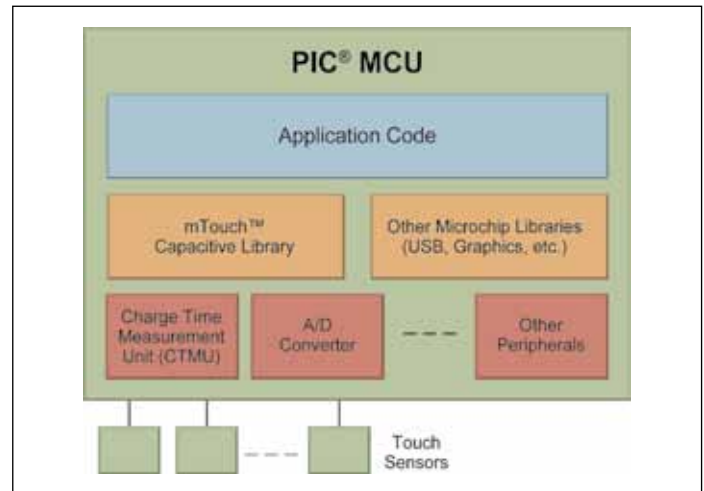 PIC® MCU
Application Code
mTouch™
Capacitive Library
Other Microchip Libraries
(USB, Graphics, etc.)
Charge Time
Measurement
Unit (CTMU)
A/D
Converter
Other
Peripherals
Touch
Sensors